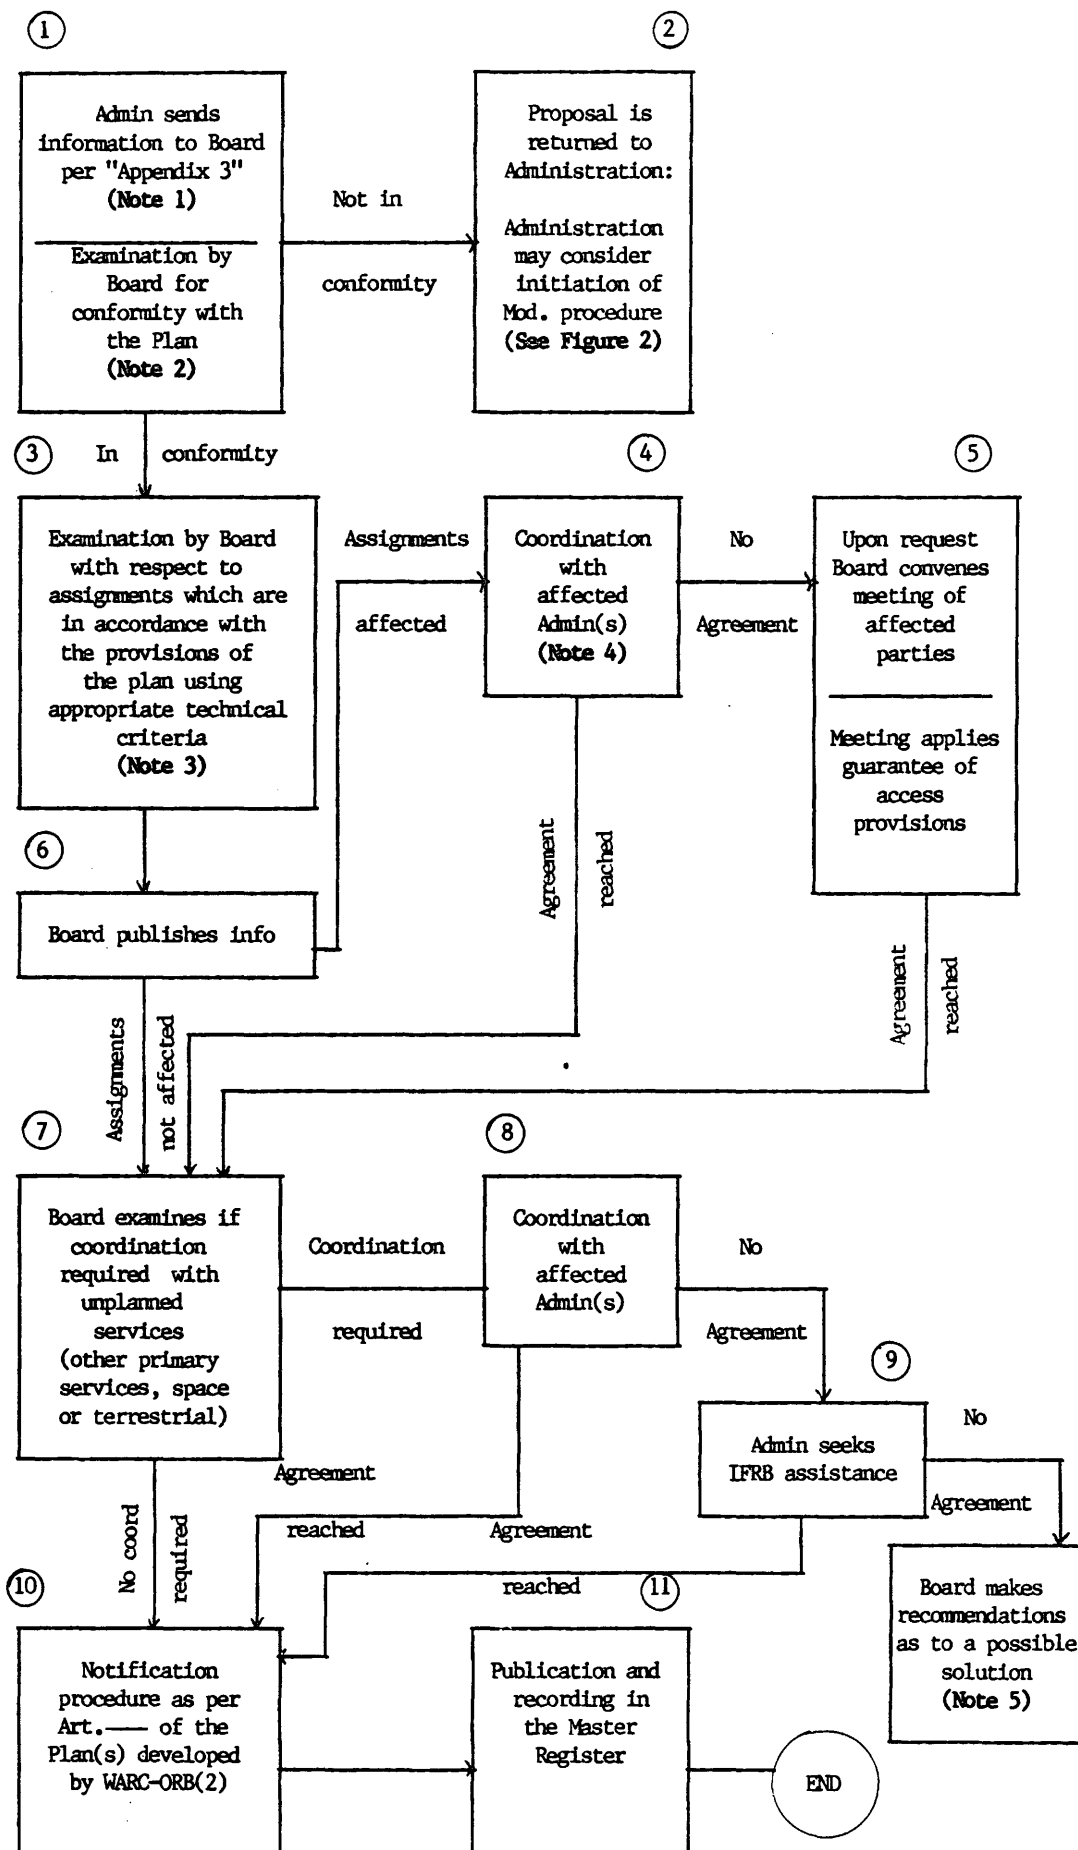 1
2
Admin sends
information to Board
per "Appendix 3"
(Note 1)
Examination by
Board for
conformity with
the Plan
(Note 2)
Not in
conformity
Proposal is
returned to
Administration:
Administration
may consider
initiation of
Mod. procedure
(See Figure 2)
3
In conformity
4
5
Examination by Board
with respect to
assignments which are
in accordance with
the provisions of
the plan using
appropriate technical
criteria
(Note 3)
Assignments
affected
Coordination
with
affected
Admin(s)
(Note 4)
No
Agreement
Upon request
Board convenes
meeting of
affected
parties
Meeting applies
guarantee of
access
provisions
6
Board publishes info
Agreement
reached
Agreement
reached
Assignments
not affected
7
8
Board examines if
coordination
required with
unplanned
services
(other primary
services, space
or terrestrial)
Coordination
required
Coordination
with
affected
Admin(s)
No
Agreement
9
Admin seeks
IFRB assistance
No
Agreement
Agreement
reached
Agreement
reached
No coord
required
10
11
Board makes
recommendations
as to a possible
solution
(Note 5)
Notification
procedure as per
Art.—— of the
Plan(s) developed
by WARC-ORB(2)
Publication and
recording in
the Master
Register
END